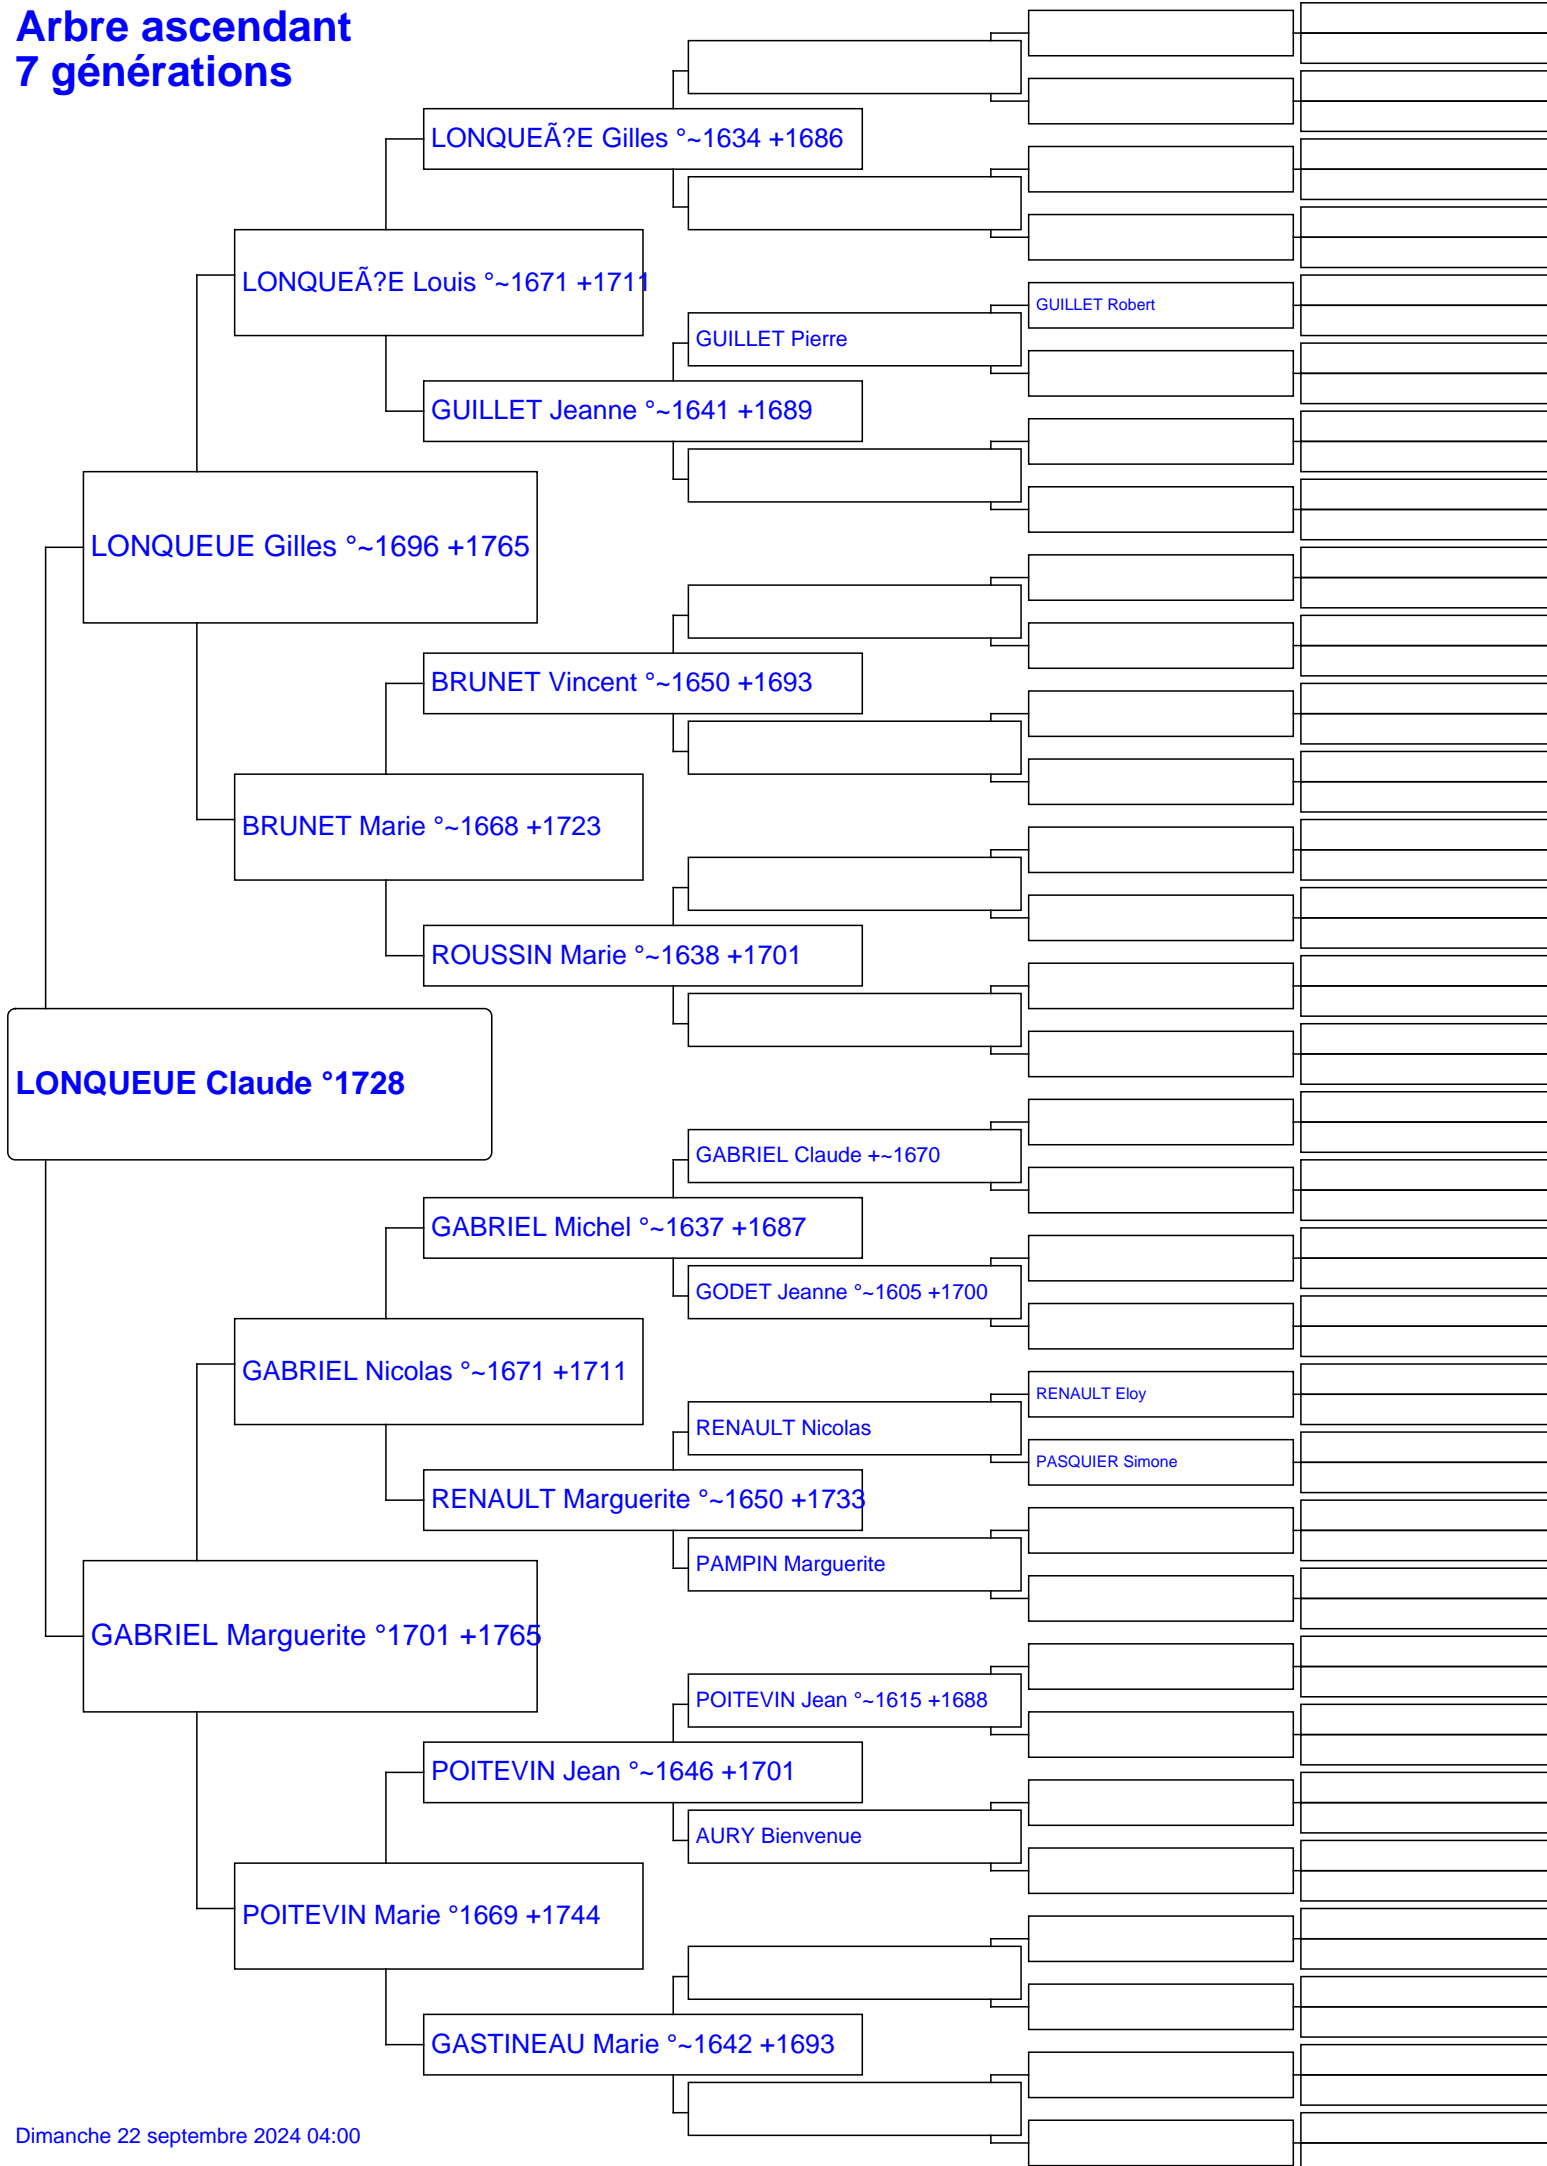 Arbre ascendant
7 générations
LONQUEÃ?E Gilles °~1634 +1686
LONQUEÃ?E Louis °~1671 +1711
GUILLET Robert
GUILLET Pierre
GUILLET Jeanne °~1641 +1689
LONQUEUE Gilles °~1696 +1765
BRUNET Vincent °~1650 +1693
BRUNET Marie °~1668 +1723
ROUSSIN Marie °~1638 +1701
LONQUEUE Claude °1728
GABRIEL Claude +~1670
GABRIEL Michel °~1637 +1687
GODET Jeanne °~1605 +1700
GABRIEL Nicolas °~1671 +1711
RENAULT Eloy
RENAULT Nicolas
PASQUIER Simone
RENAULT Marguerite °~1650 +1733
PAMPIN Marguerite
GABRIEL Marguerite °1701 +1765
POITEVIN Jean °~1615 +1688
POITEVIN Jean °~1646 +1701
AURY Bienvenue
POITEVIN Marie °1669 +1744
GASTINEAU Marie °~1642 +1693
Dimanche 22 septembre 2024 04:00